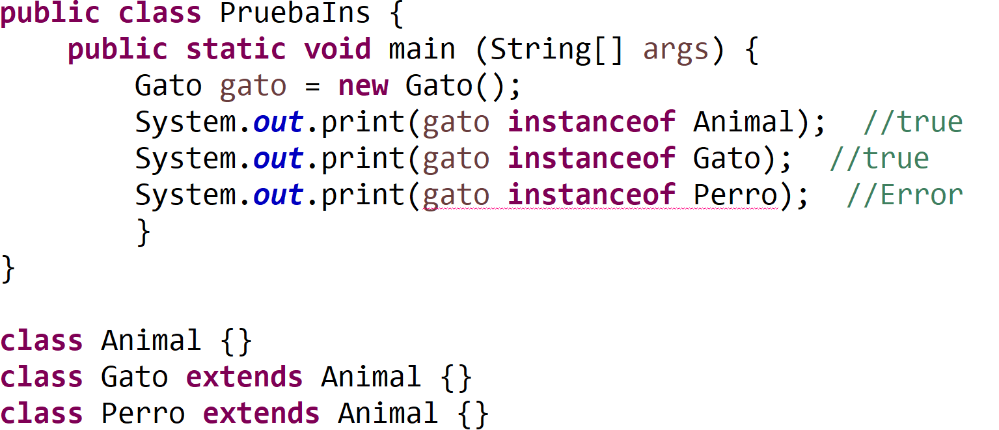 public class PruebaIns {
    public static void main (String[] args) {
        Gato gato = new Gato();
        System.out.print(gato instanceof Animal);  //true
        System.out.print(gato instanceof Gato);  //true
        System.out.print(gato instanceof Perro);  //Error
        }
}

class Animal {}
class Gato extends Animal {}
class Perro extends Animal {}